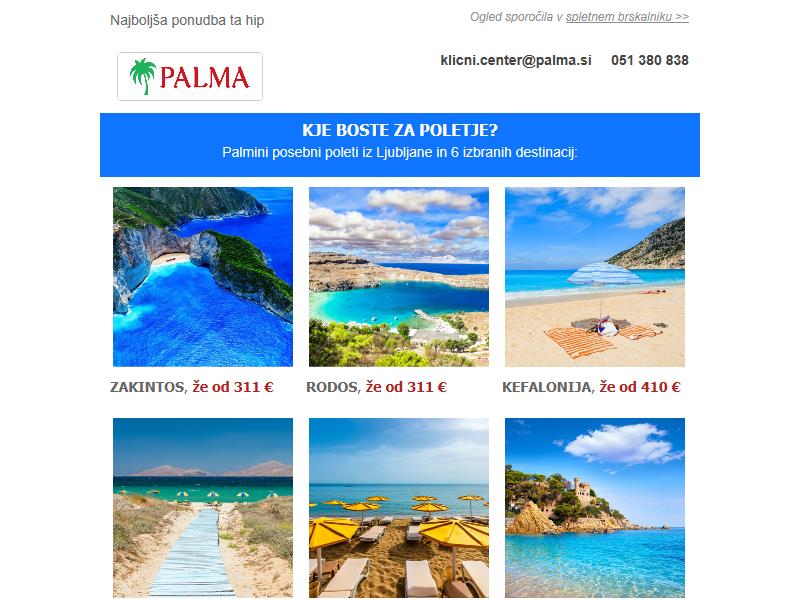 Najboljša ponudba ta hip
Ogled sporočila v spletnem brskalniku >>
PALMA
klicni.center@palma.si 051 380 838
KJE BOSTE ZA POLETJE?
Palmini posebni poleti iz Ljubljane in 6 izbranih destinacij:
ZAKINTOS, že od 311 €
RODOS, že od 311 €
KEFALONIJA, že od 410 €